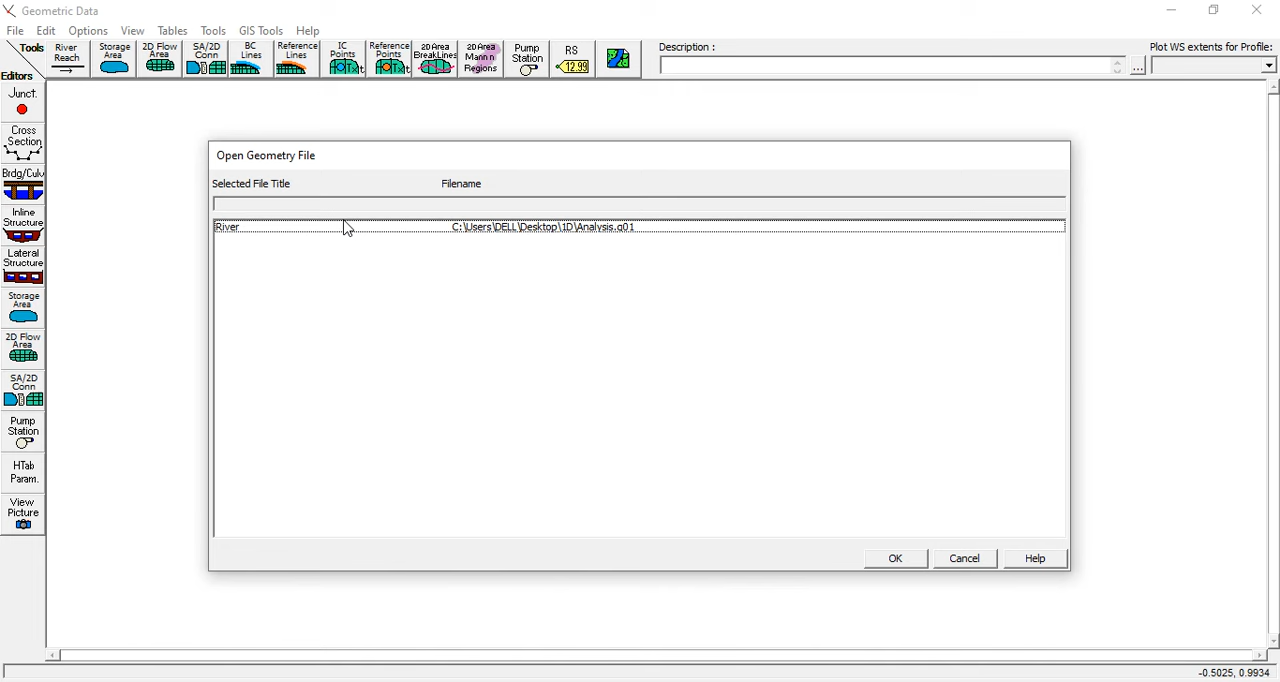 Geometric Data
File Edit Options View Tables Tools GIS Tools Help
Tools
Editors
River
Reach
Storage
Area
2D Flow
Area
SA/2D
Conn
BC
Lines
Reference
Lines
IC
Points
Reference
Points
2D Area
BreakLines
2D Area
Mann n
Regions
Pump
Station
RS
12.99
Description :
...
Plot WS extents for Profile:
Junct.
Cross
Section
Brdg/Culv
Inline
Structure
Lateral
Structure
Storage
Area
2D Flow
Area
SA/2D
Conn
Pump
Station
HTab
Param.
View
Picture
Open Geometry File
Selected File Title Filename
River C:\Users\DELL\Desktop\1D\Analysis.g01
OK Cancel Help
-0.5025, 0.9934